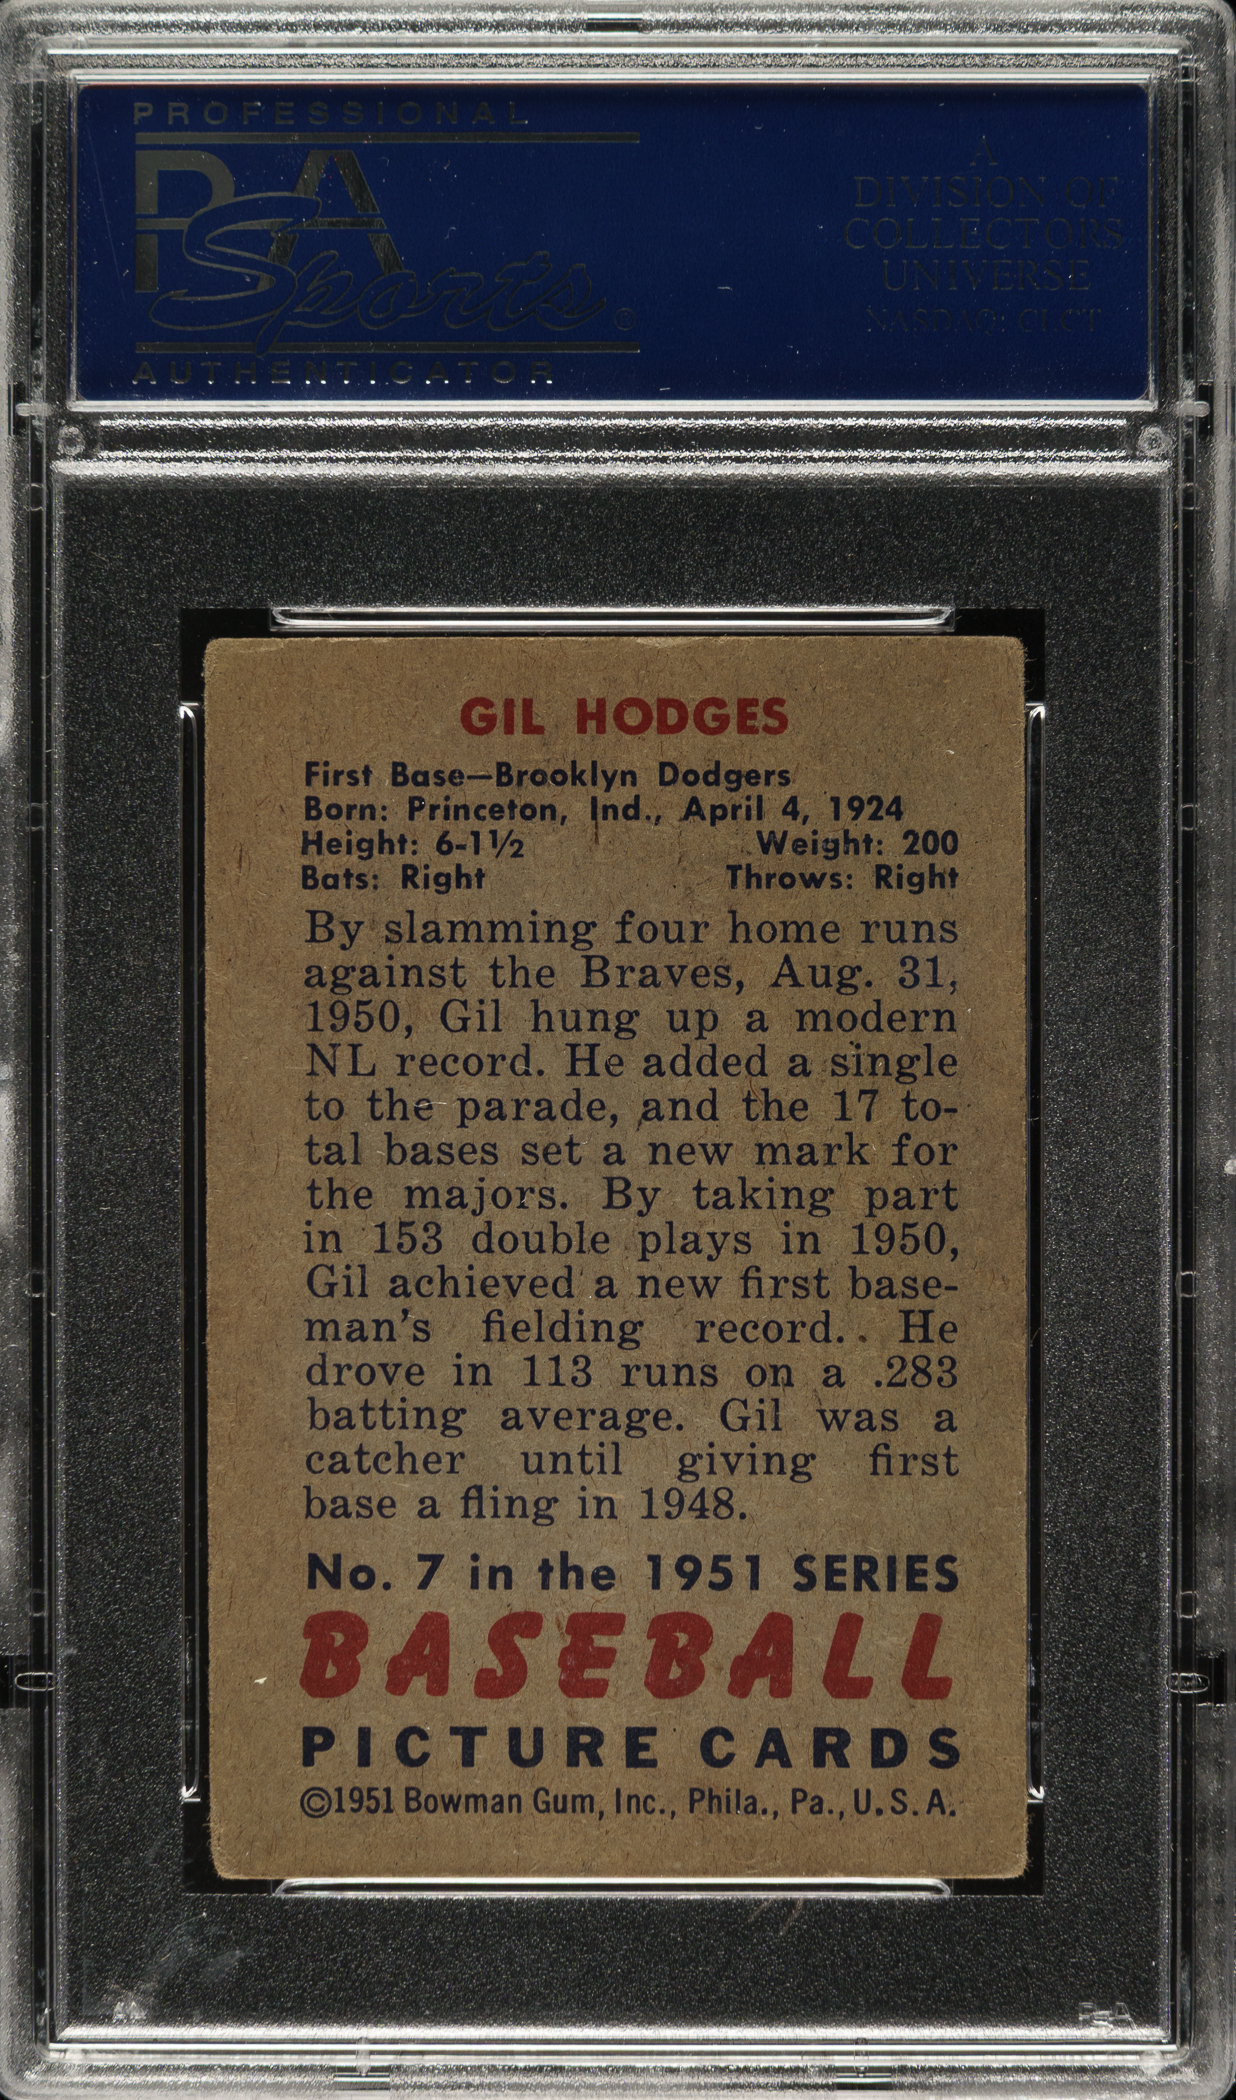 PROFESSIONAL
PSA
Sports
AUTHENTICATOR
A
DIVISION OF
COLLECTORS
UNIVERSE
NASDAQ: CLCT
GIL HODGES
First Base—Brooklyn Dodgers
Born: Princeton, Ind., April 4, 1924
Height: 6-1½ Weight: 200
Bats: Right Throws: Right
By slamming four home runs
against the Braves, Aug. 31,
1950, Gil hung up a modern
NL record. He added a single
to the parade, and the 17 to-
tal bases set a new mark for
the majors. By taking part
in 153 double plays in 1950,
Gil achieved a new first base-
man's fielding record. He
drove in 113 runs on a .283
batting average. Gil was a
catcher until giving first
base a fling in 1948.
No. 7 in the 1951 SERIES
BASEBALL
PICTURE CARDS
©1951 Bowman Gum, Inc., Phila., Pa., U.S.A.
PSA